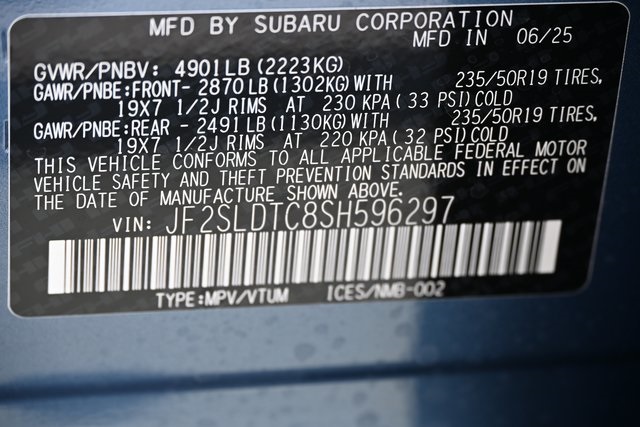 MFD BY SUBARU CORPORATION
MFD IN 06/25
GVWR/PNBV: 4901LB(2223KG)
GAWR/PNBE:FRONT- 2870 LB(1302KG)WITH 235/50R19 TIRES,
19X7 1/2J RIMS AT 230 KPA( 33 PSI)COLD
GAWR/PNBE:REAR - 2491 LB(1130KG)WITH 235/50R19 TIRES,
19X7 1/2J RIMS AT 220 KPA( 32 PSI)COLD
THIS VEHICLE CONFORMS TO ALL APPLICABLE FEDERAL MOTOR
VEHICLE SAFETY AND THEFT PREVENTION STANDARDS IN EFFECT ON
THE DATE OF MANUFACTURE SHOWN ABOVE.
VIN: JF2SLDTC8SH596297
TYPE:MPV/VTUM ICES/NMB-002